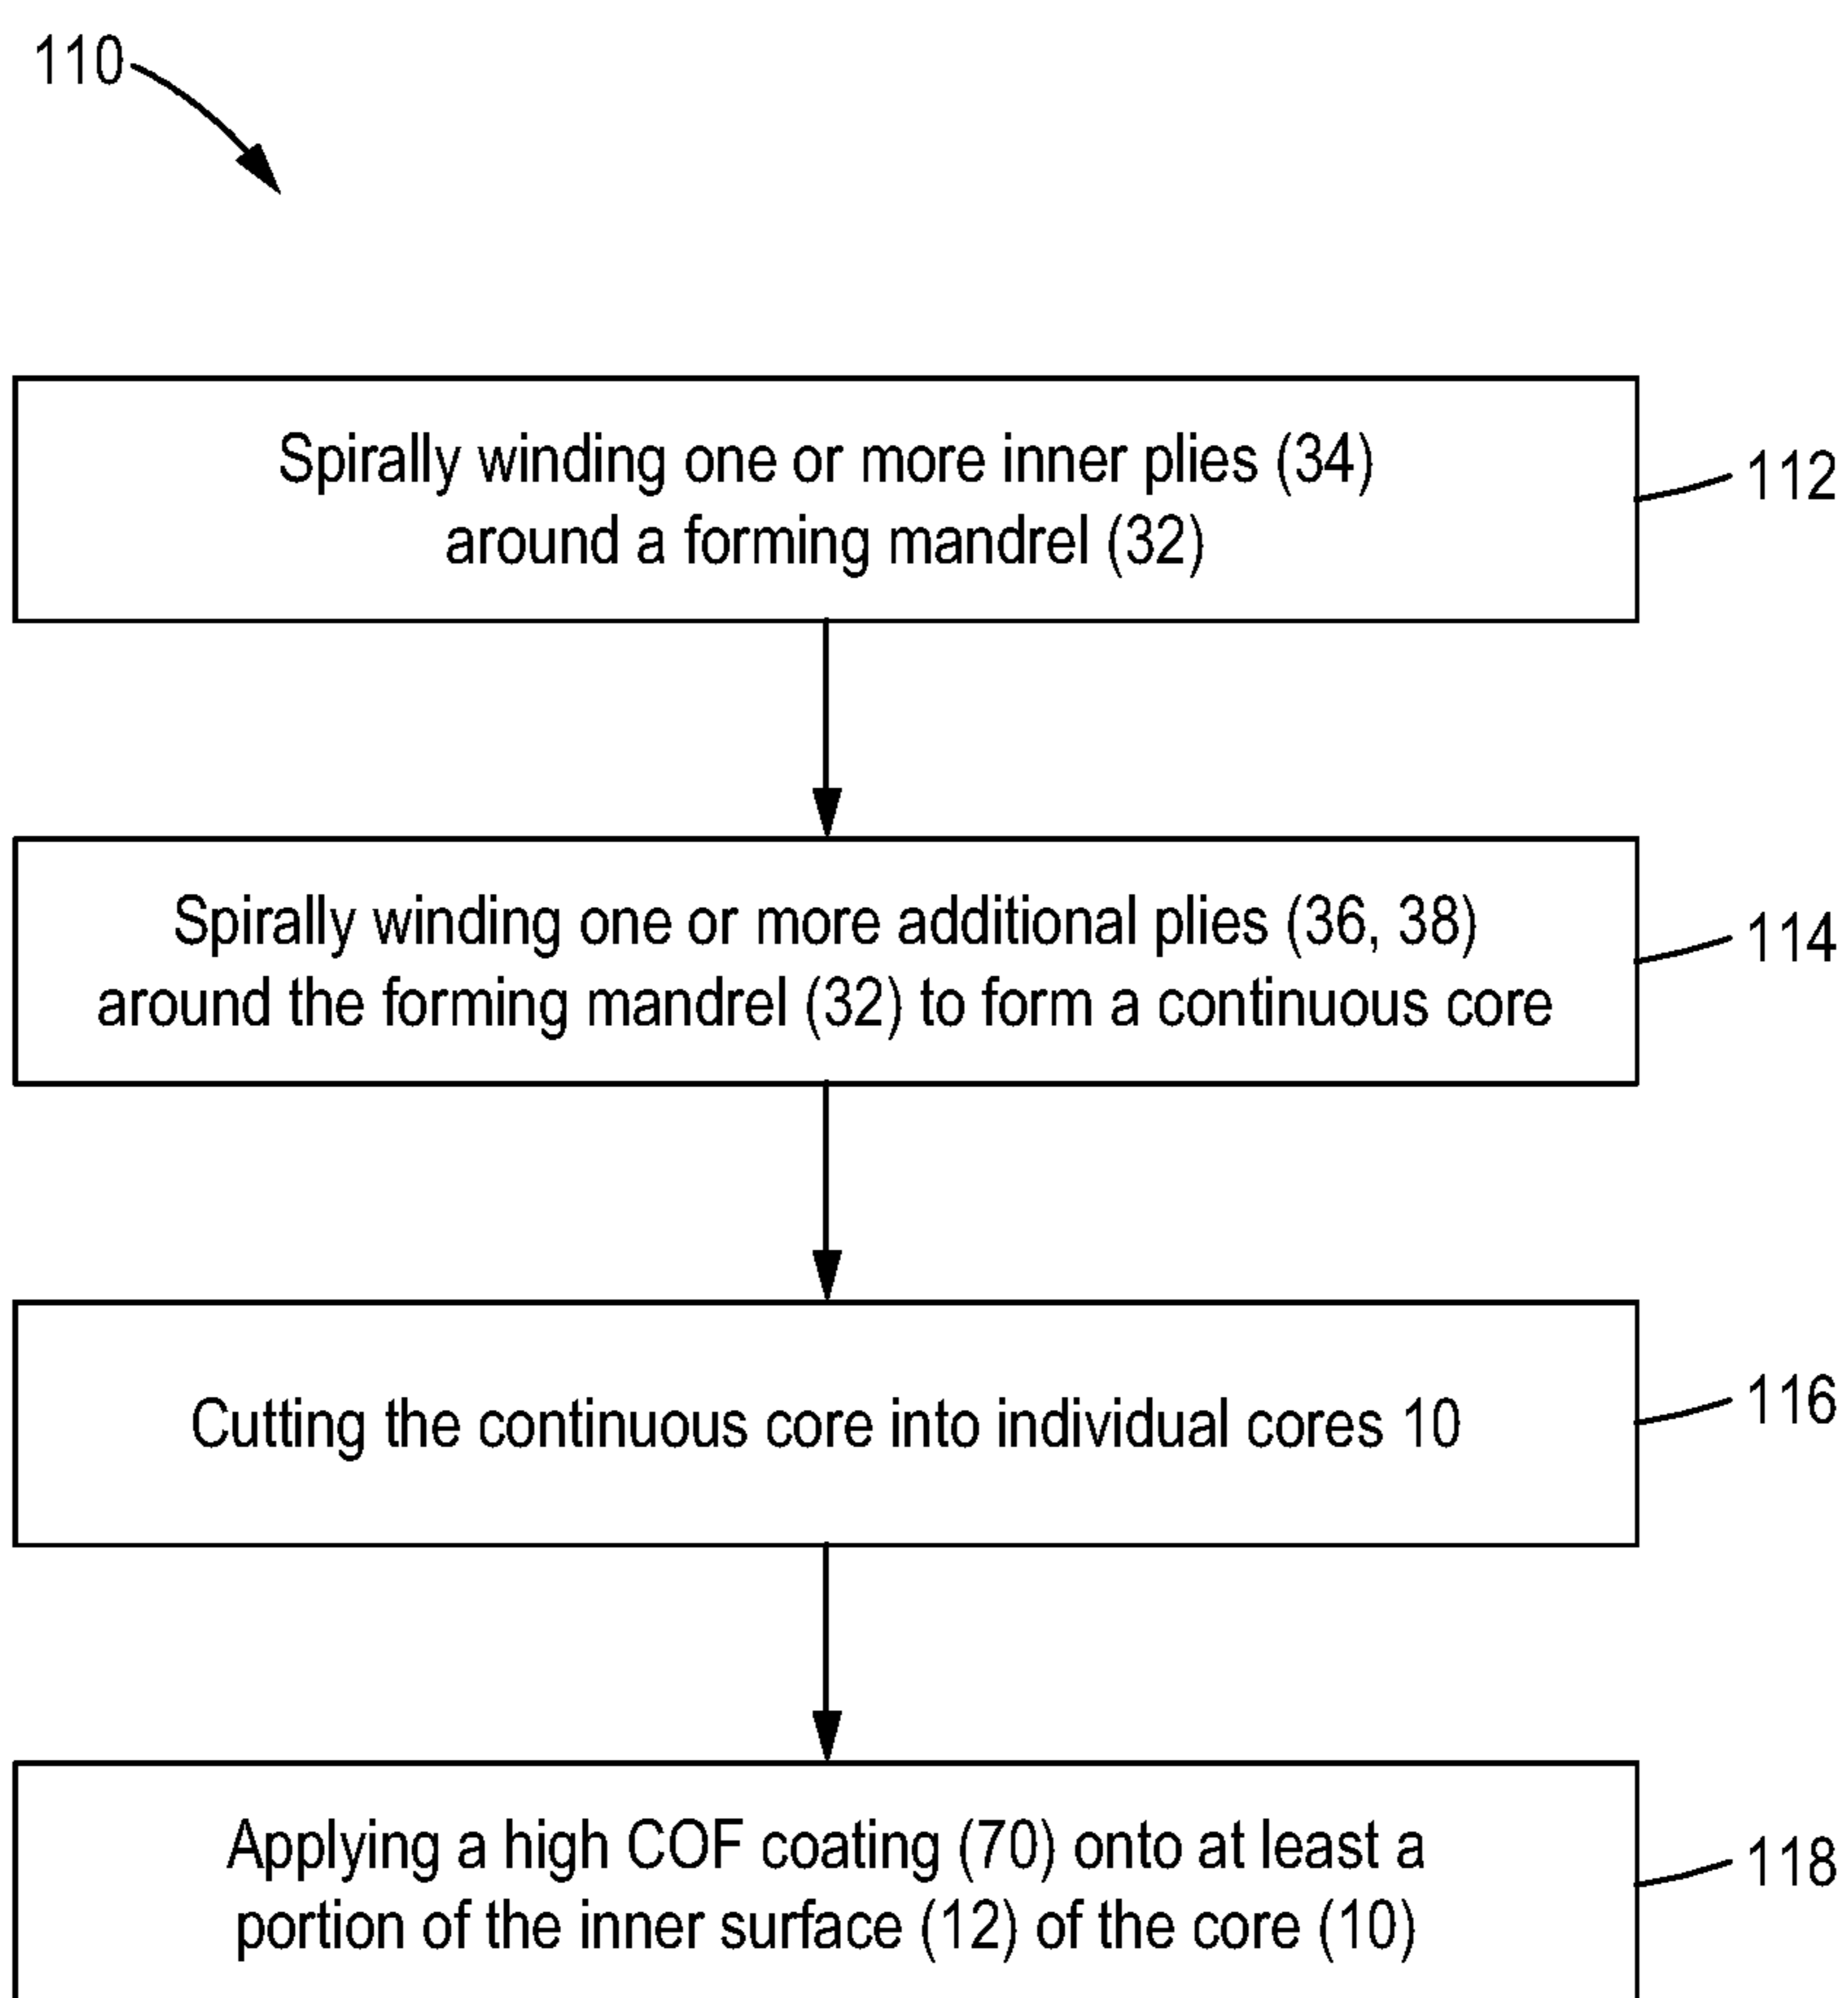 110
Spirally winding one or more inner plies (34)
around a forming mandrel (32)
112
Spirally winding one or more additional plies (36, 38)
around the forming mandrel (32) to form a continuous core
114
Cutting the continuous core into individual cores 10
116
Applying a high COF coating (70) onto at least a
portion of the inner surface (12) of the core (10)
118